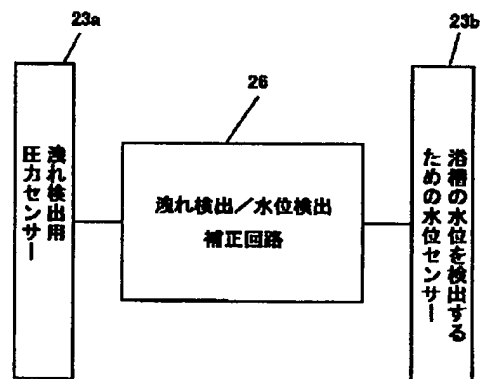 23a
23b
26
洩れ検出用
圧力センサー
洩れ検出／水位検出
補正回路
浴槽の水位を検出する
ための水位センサー